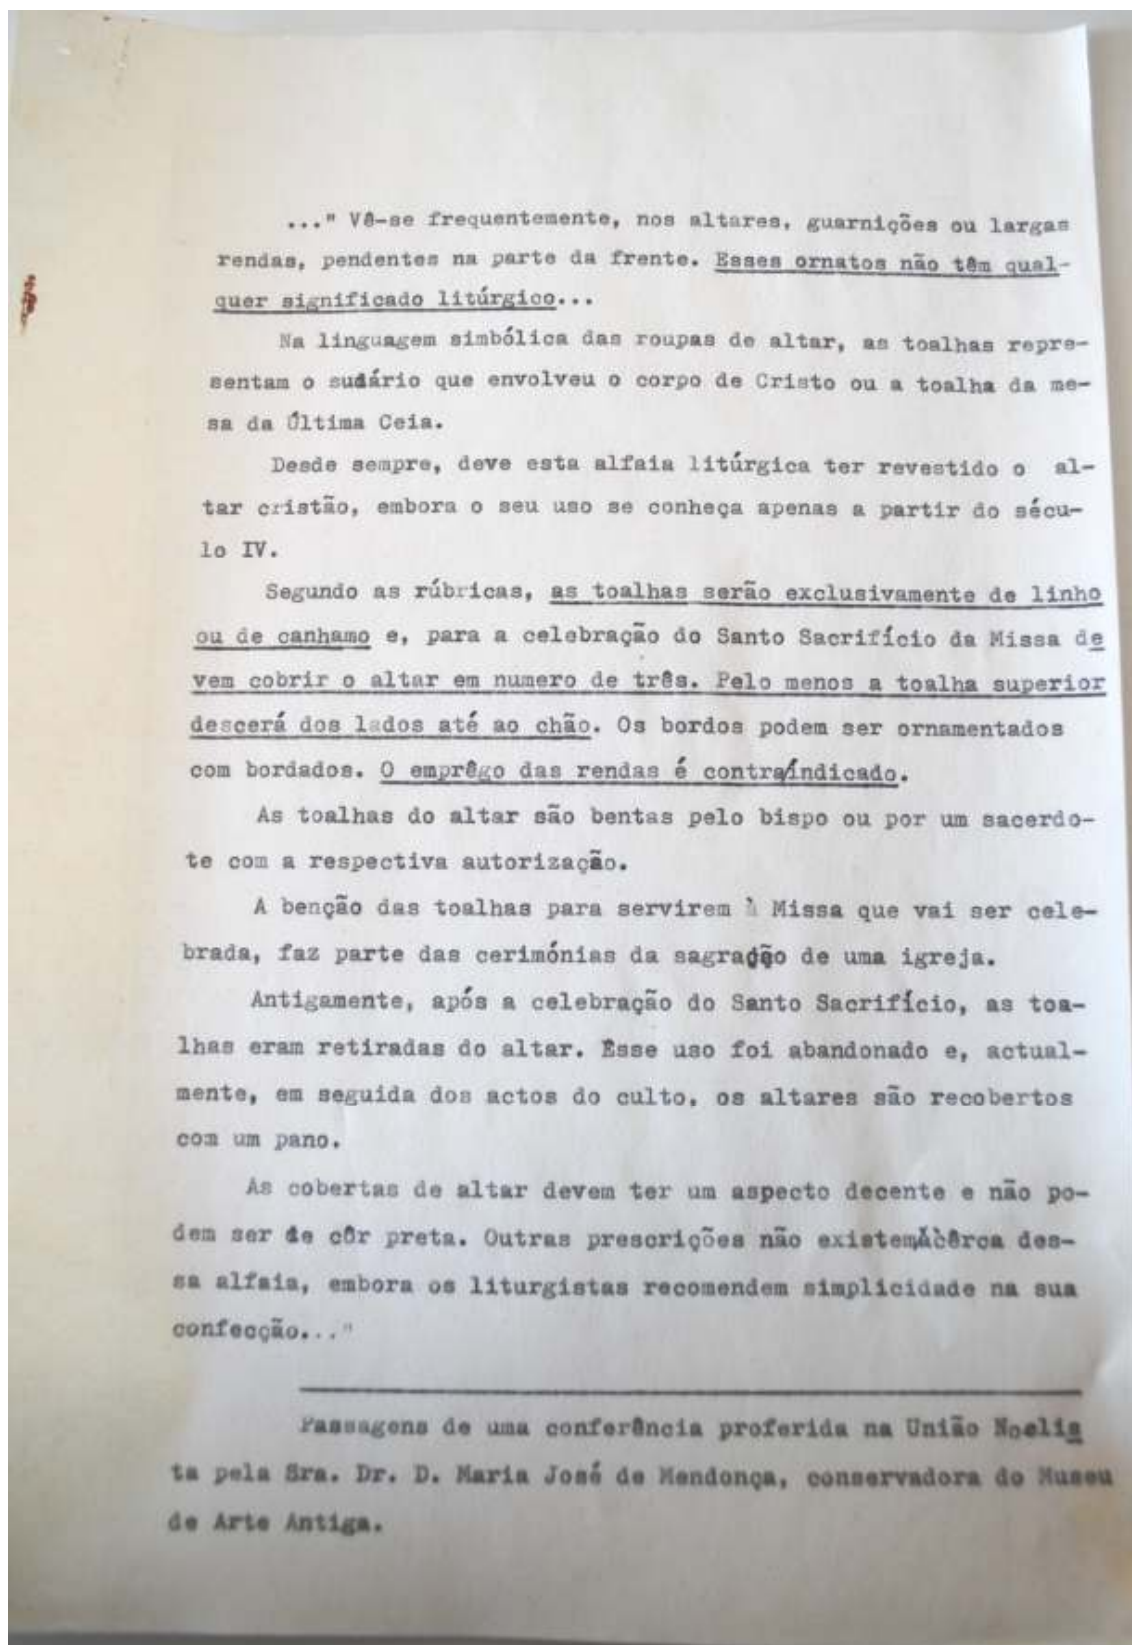 ..." Vê-se frequentemente, nos altares, guarnições ou largas
rendas, pendentes na parte da frente. Esses ornatos não têm qual-
quer significado litúrgico...
Na linguagem simbólica das roupas de altar, as toalhas repre-
sentam o sudário que envolveu o corpo de Cristo ou a toalha da me-
sa da Última Ceia.
Desde sempre, deve esta alfaia litúrgica ter revestido o al-
tar cristão, embora o seu uso se conheça apenas a partir do sécu-
lo IV.
Segundo as rúbricas, as toalhas serão exclusivamente de linho
ou de canhamo e, para a celebração do Santo Sacrifício da Missa de
vem cobrir o altar em numero de três. Pelo menos a toalha superior
descerá dos lados até ao chão. Os bordos podem ser ornamentados
com bordados. O emprêgo das rendas é contra/indicado.
As toalhas do altar são bentas pelo bispo ou por um sacerdo-
te com a respectiva autorização.
A benção das toalhas para servirem à Missa que vai ser cele-
brada, faz parte das cerimónias da sagração de uma igreja.
Antigamente, após a celebração do Santo Sacrifício, as toa-
lhas eram retiradas do altar. Esse uso foi abandonado e, actual-
mente, em seguida dos actos do culto, os altares são recobertos
com um pano.
As cobertas de altar devem ter um aspecto decente e não po-
dem ser de côr preta. Outras prescrições não existem àcêrca des-
sa alfaia, embora os liturgistas recomendem simplicidade na sua
confecção..."
Passagens de uma conferência proferida na União Noelis
ta pela Sra. Dr. D. Maria José de Mendonça, conservadora do Museu
de Arte Antiga.